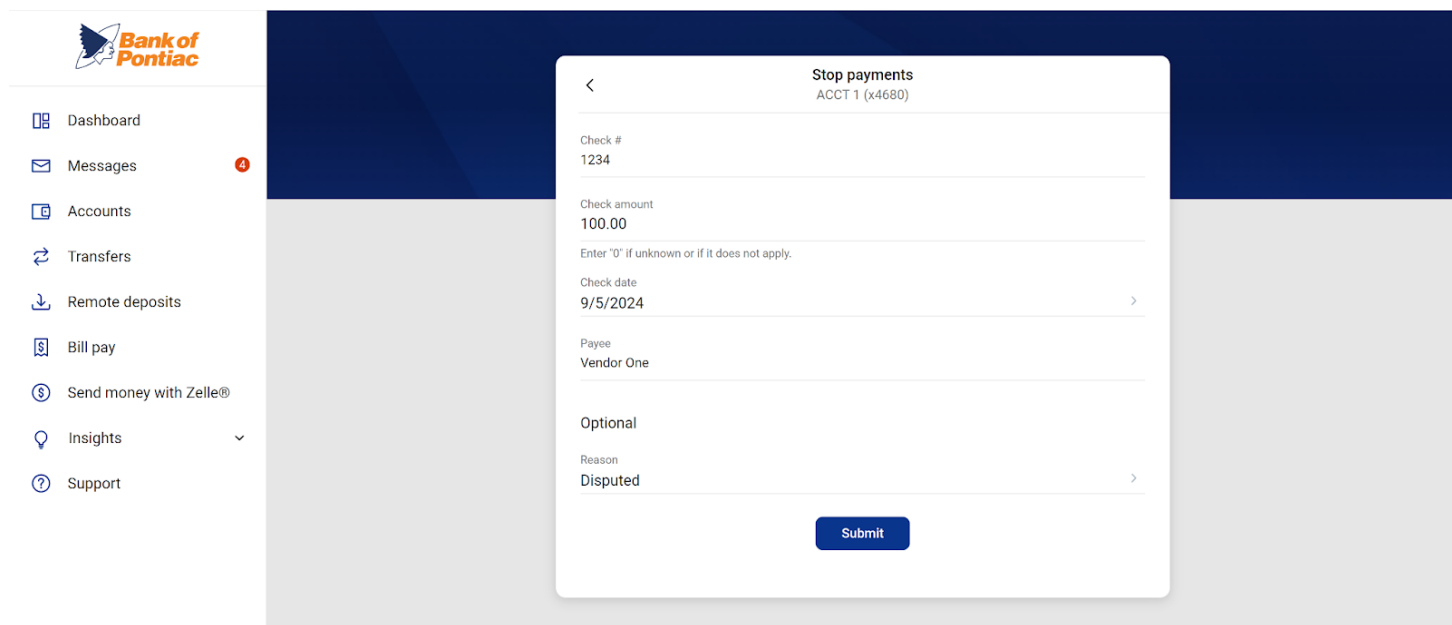 Bank of
Pontiac
Dashboard
Messages
4
Accounts
Transfers
Remote deposits
Bill pay
Send money with Zelle®
Insights
Support
Stop payments
ACCT 1 (x4680)
Check #
1234
Check amount
100.00
Enter "0" if unknown or if it does not apply.
Check date
9/5/2024
Payee
Vendor One
Optional
Reason
Disputed
Submit